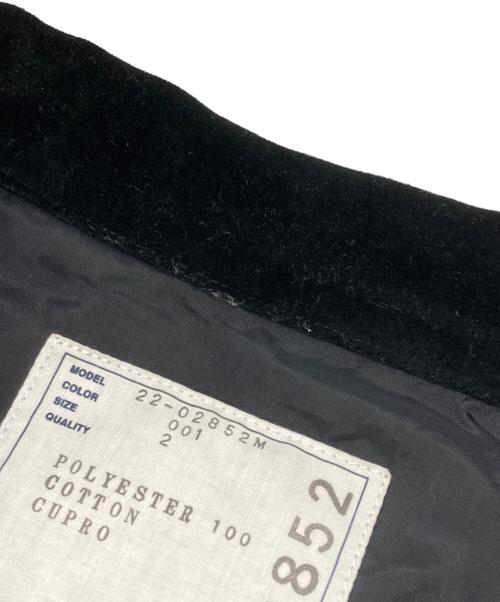 MODEL 22-02852M
COLOR 001
SIZE 2
QUALITY
POLYESTER 100
COTTON
CUPRO
852